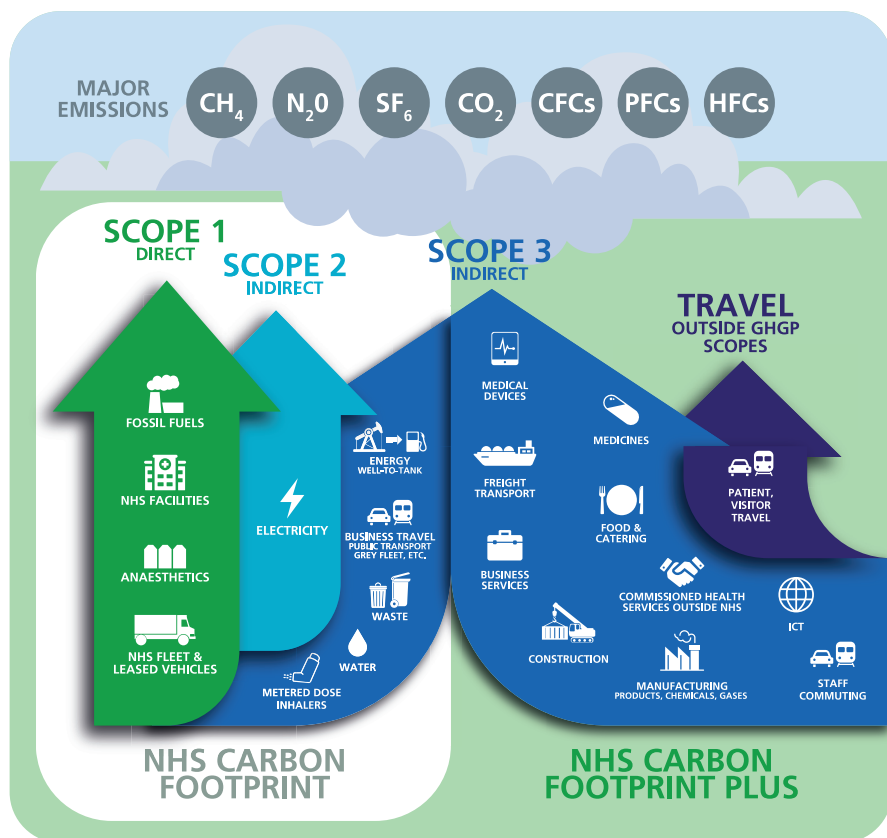 MAJOR
EMISSIONS
CH₄
N₂0
SF₆
CO₂
CFCs
PFCs
HFCs
SCOPE 1
DIRECT
SCOPE 2
INDIRECT
SCOPE 3
INDIRECT
TRAVEL
OUTSIDE GHGP
SCOPES
FOSSIL FUELS
NHS FACILITIES
ANAESTHETICS
NHS FLEET &
LEASED VEHICLES
ELECTRICITY
ENERGY
WELL-TO-TANK
BUSINESS TRAVEL
PUBLIC TRANSPORT
GREY FLEET, ETC.
WASTE
WATER
METERED DOSE
INHALERS
MEDICAL
DEVICES
FREIGHT
TRANSPORT
BUSINESS
SERVICES
CONSTRUCTION
MEDICINES
FOOD &
CATERING
COMMISSIONED HEALTH
SERVICES OUTSIDE NHS
MANUFACTURING
PRODUCTS, CHEMICALS, GASES
PATIENT,
VISITOR
TRAVEL
ICT
STAFF
COMMUTING
NHS CARBON
FOOTPRINT
NHS CARBON
FOOTPRINT PLUS